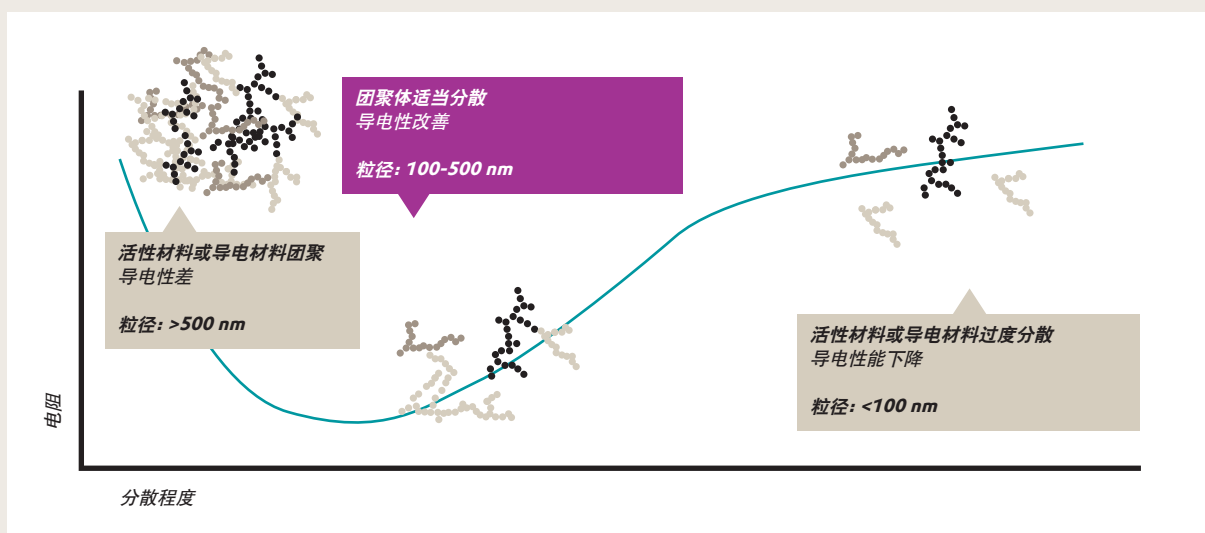 团聚体适当分散
导电性改善
粒径: 100-500 nm
活性材料或导电材料团聚
导电性差
粒径: >500 nm
活性材料或导电材料过度分散
导电性能下降
粒径: <100 nm
电阻
分散程度